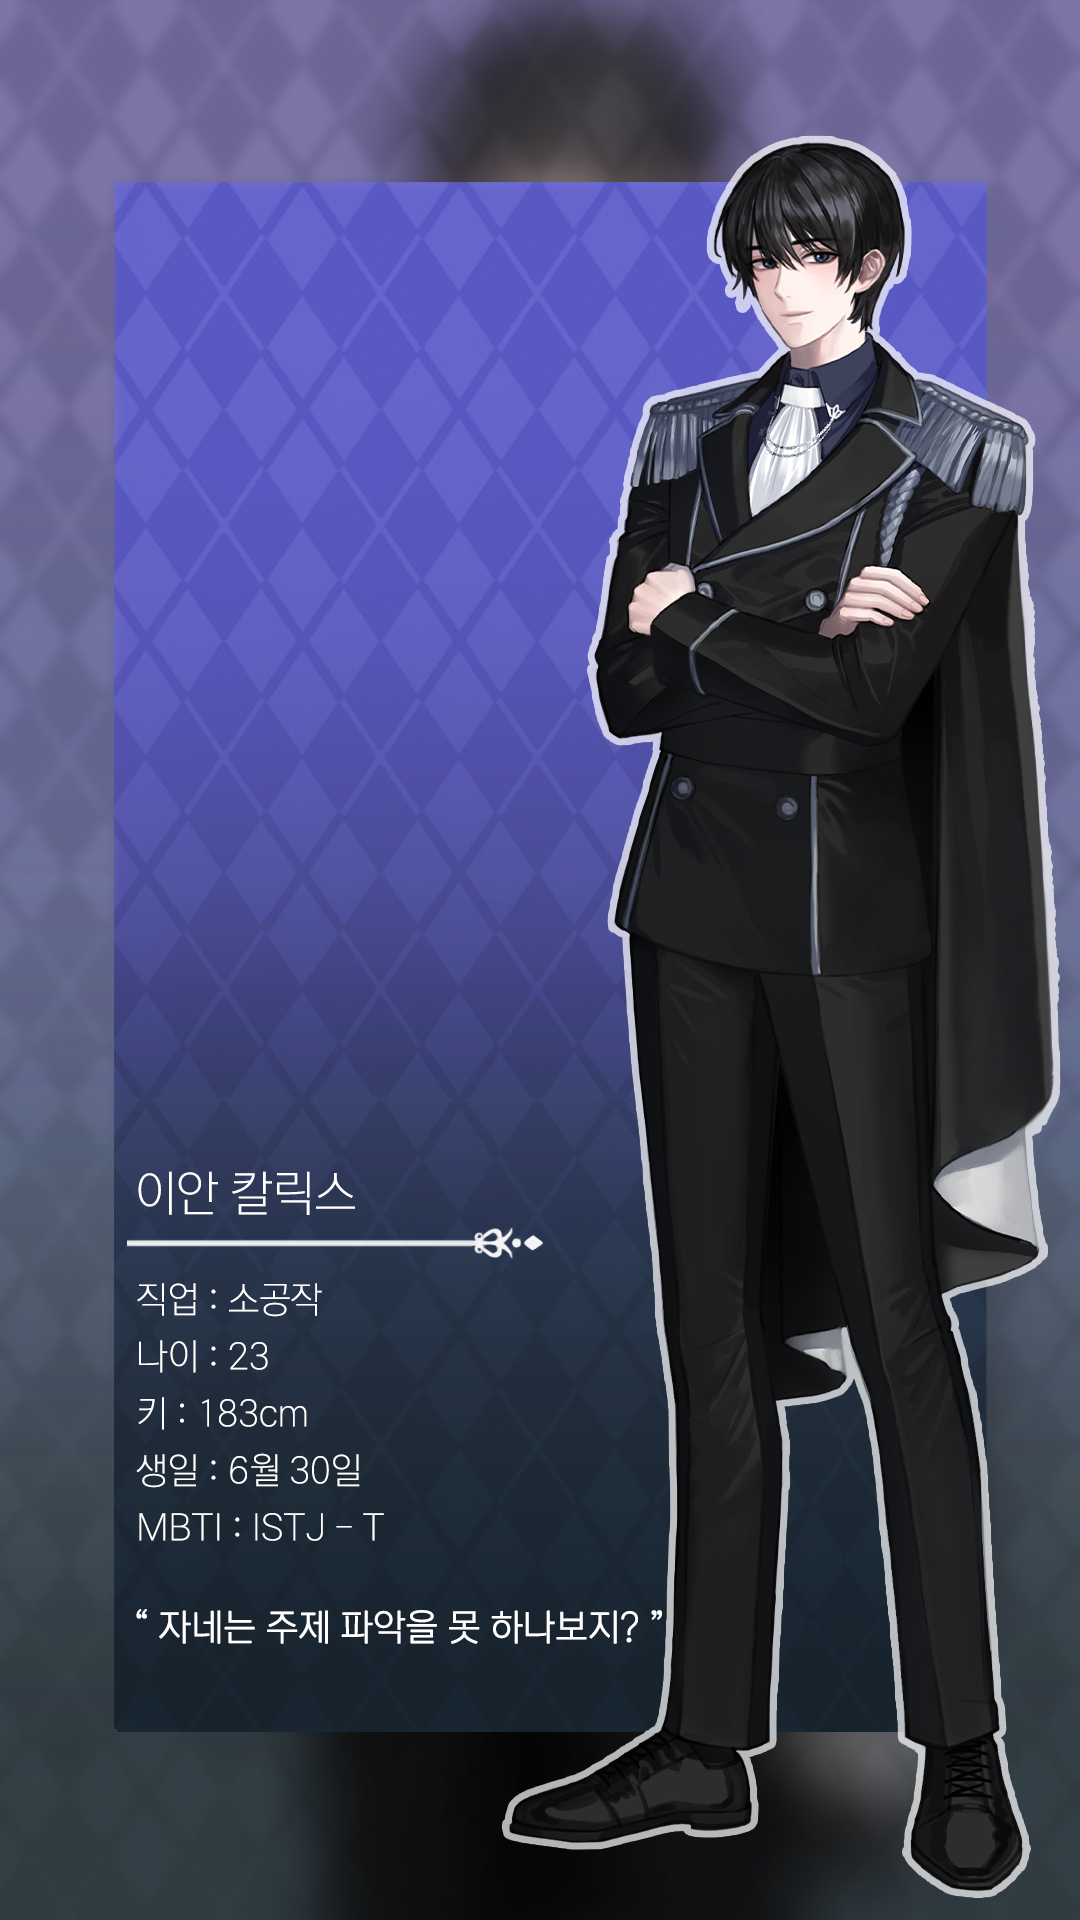 이안 칼릭스
직업 : 소공작
나이 : 23
키 : 183cm
생일 : 6월 30일
MBTI : ISTJ - T
“ 자네는 주제 파악을 못 하나보지? ”